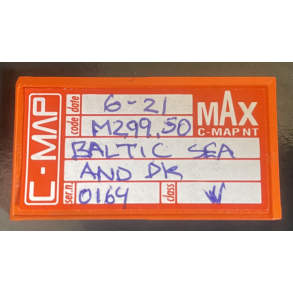 C-MAP
date 6-21
code M299.50
MAX
C-MAP NT
BALTIC SEA
AND DK
ser.n. 0164 class V